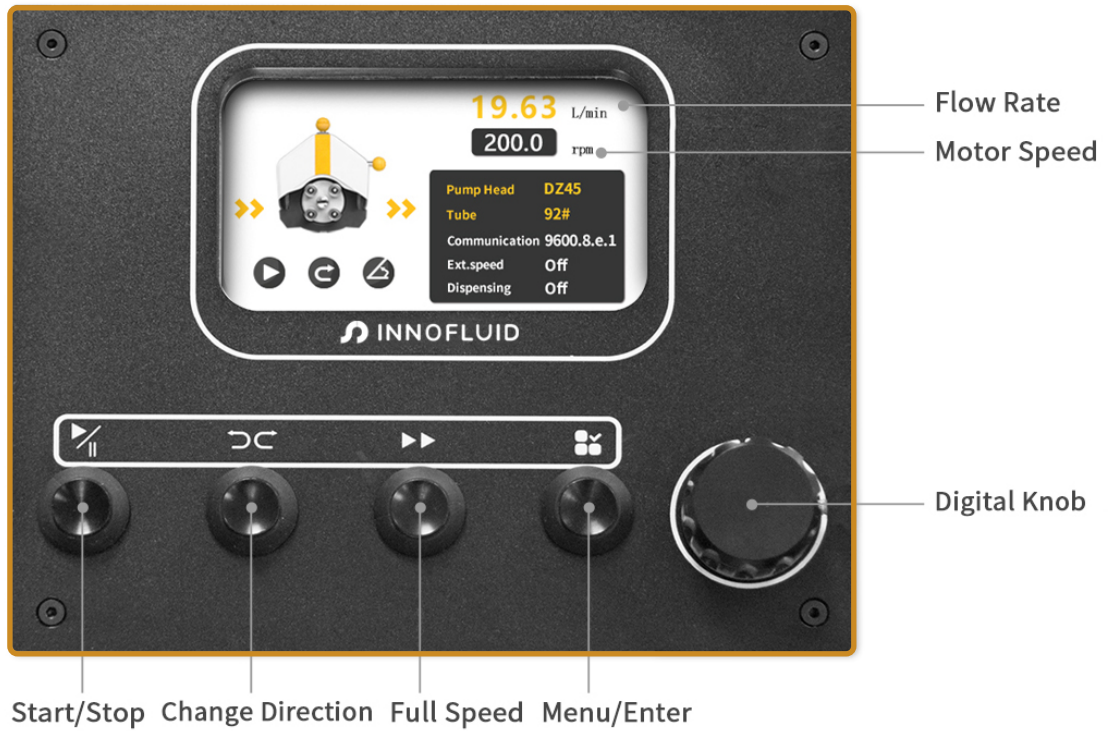 19.63 L/min
200.0 rpm
Pump Head DZ45
Tube 92#
Communication 9600.8.e.1
Ext.speed Off
Dispensing Off
INNOFLUID
Flow Rate
Motor Speed
Digital Knob
Start/Stop Change Direction Full Speed Menu/Enter